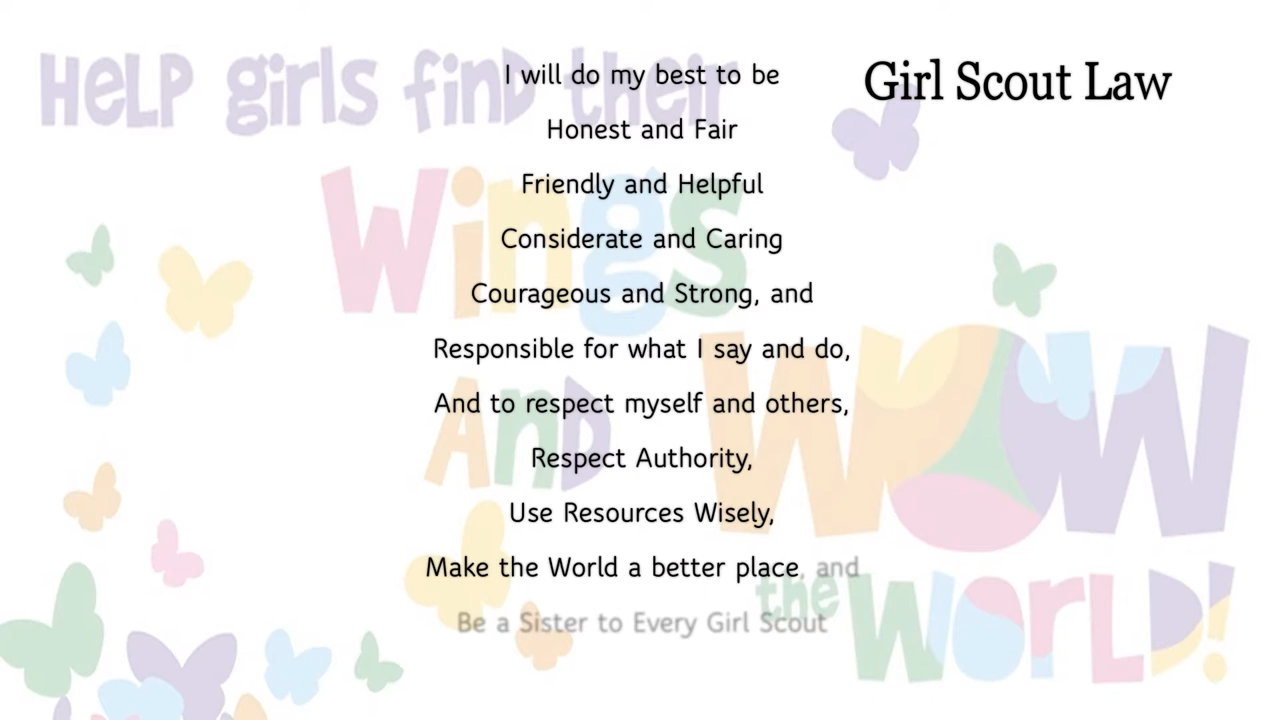 Girl Scout Law
I will do my best to be
Honest and Fair
Friendly and Helpful
Considerate and Caring
Courageous and Strong, and
Responsible for what I say and do,
And to respect myself and others,
Respect Authority,
Use Resources Wisely,
Make the World a better place, and
Be a Sister to Every Girl Scout
HeLP girLs finD their
Wings
AnD
WOW
the
WorLD!